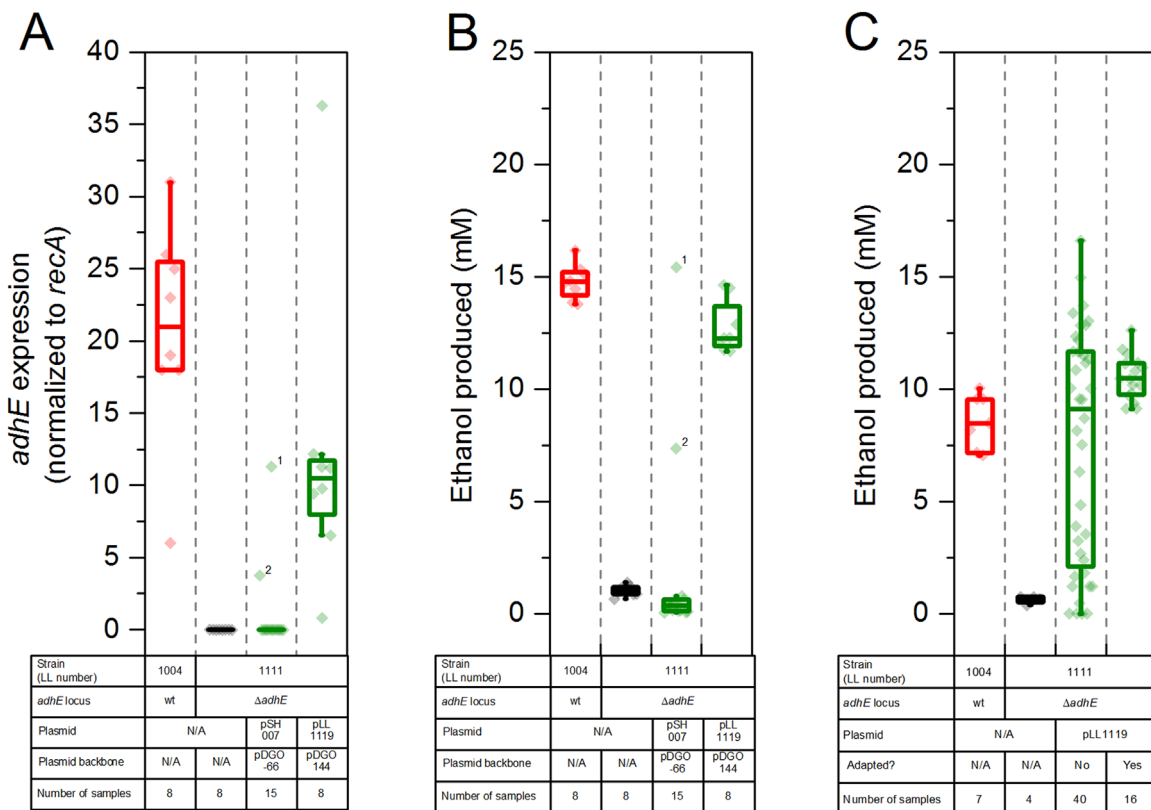 A
B
C
40
35
30
25
20
15
10
5
0
adhE expression
(normalized to recA)
1
2
25
20
15
10
5
0
Ethanol produced (mM)
1
2
25
20
15
10
5
0
Ethanol produced (mM)
Strain
(LL number)
1004
1111
adhE locus
wt
ΔadhE
Plasmid
N/A
pSH
007
pLL
1119
Plasmid backbone
N/A
N/A
pDGO
-66
pDGO
144
Number of samples
8
8
15
8
Strain
(LL number)
1004
1111
adhE locus
wt
ΔadhE
Plasmid
N/A
pSH
007
pLL
1119
Plasmid backbone
N/A
N/A
pDGO
-66
pDGO
144
Number of samples
8
8
15
8
Strain
(LL number)
1004
1111
adhE locus
wt
ΔadhE
Plasmid
N/A
pLL1119
Adapted?
N/A
N/A
No
Yes
Number of samples
7
4
40
16